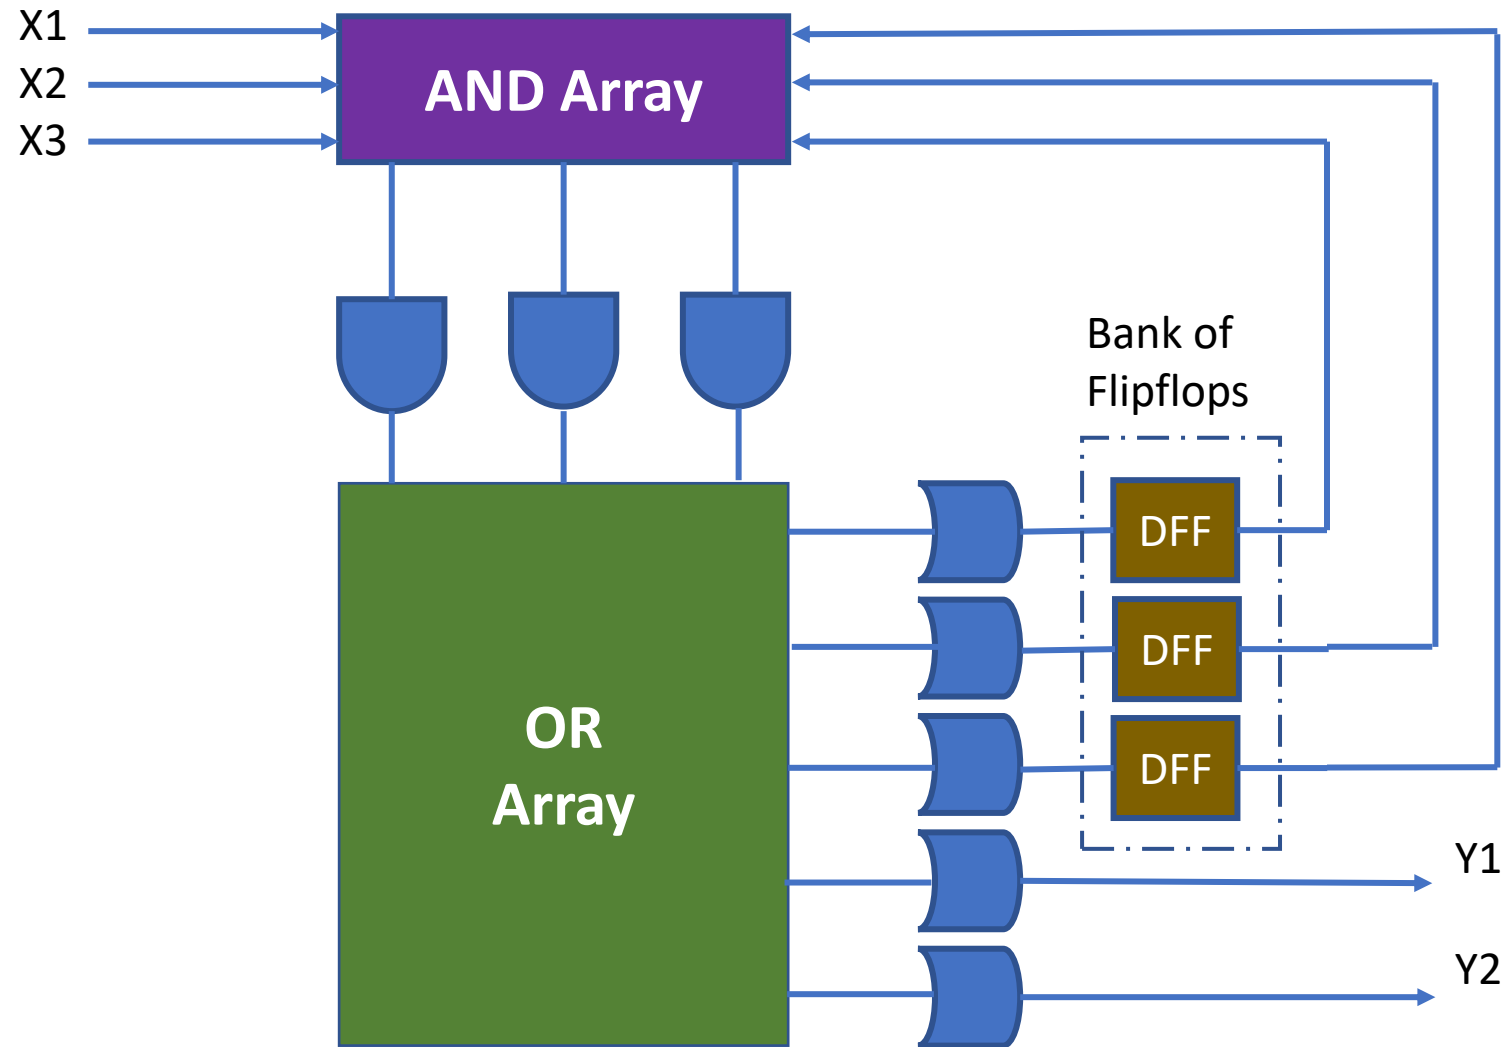 X1
X2
X3
AND Array
Bank of
Flipflops
DFF
DFF
DFF
OR
Array
Y1
Y2